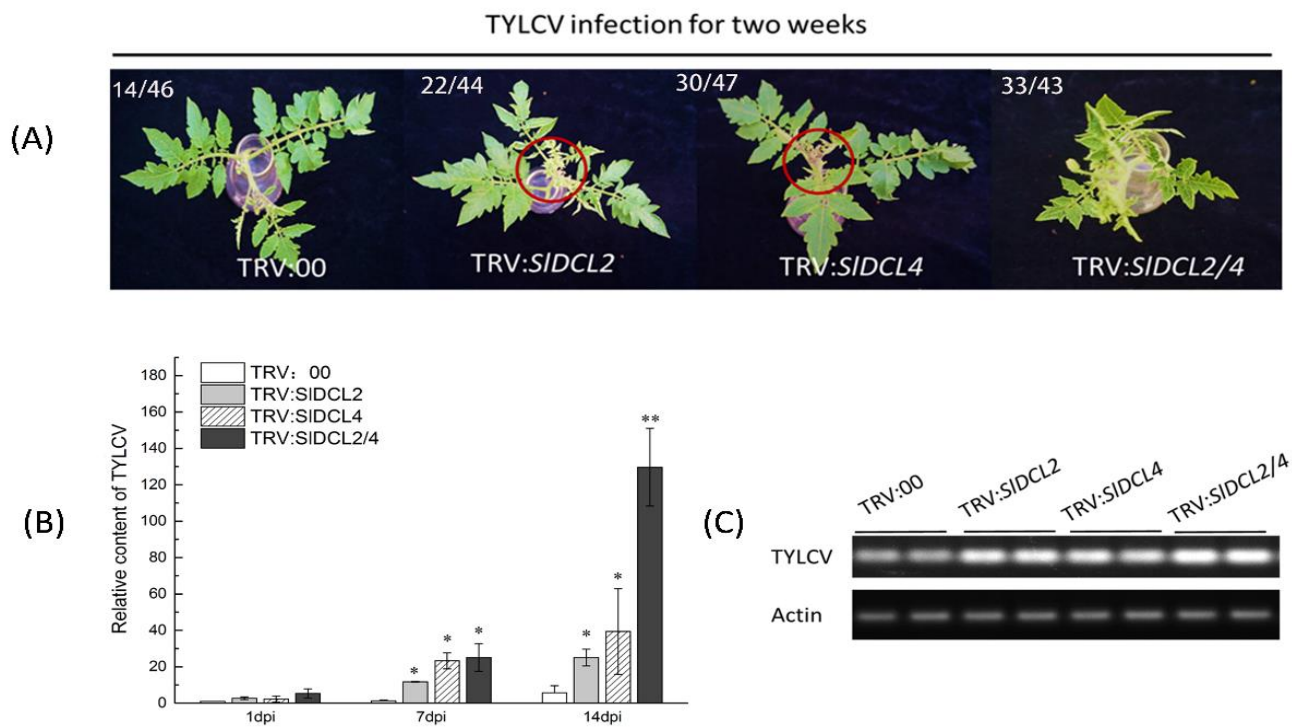 TYLCV infection for two weeks
(A)
14/46
22/44
30/47
33/43
TRV:00
TRV:SlDCL2
TRV:SlDCL4
TRV:SlDCL2/4
(B)
Relative content of TYLCV
180
160
140
120
100
80
60
40
20
0
TRV: 00
TRV:SlDCL2
TRV:SlDCL4
TRV:SlDCL2/4
*
*
*
*
*
**
1dpi
7dpi
14dpi
(C)
TRV:00
TRV:SlDCL2
TRV:SlDCL4
TRV:SlDCL2/4
TYLCV
Actin